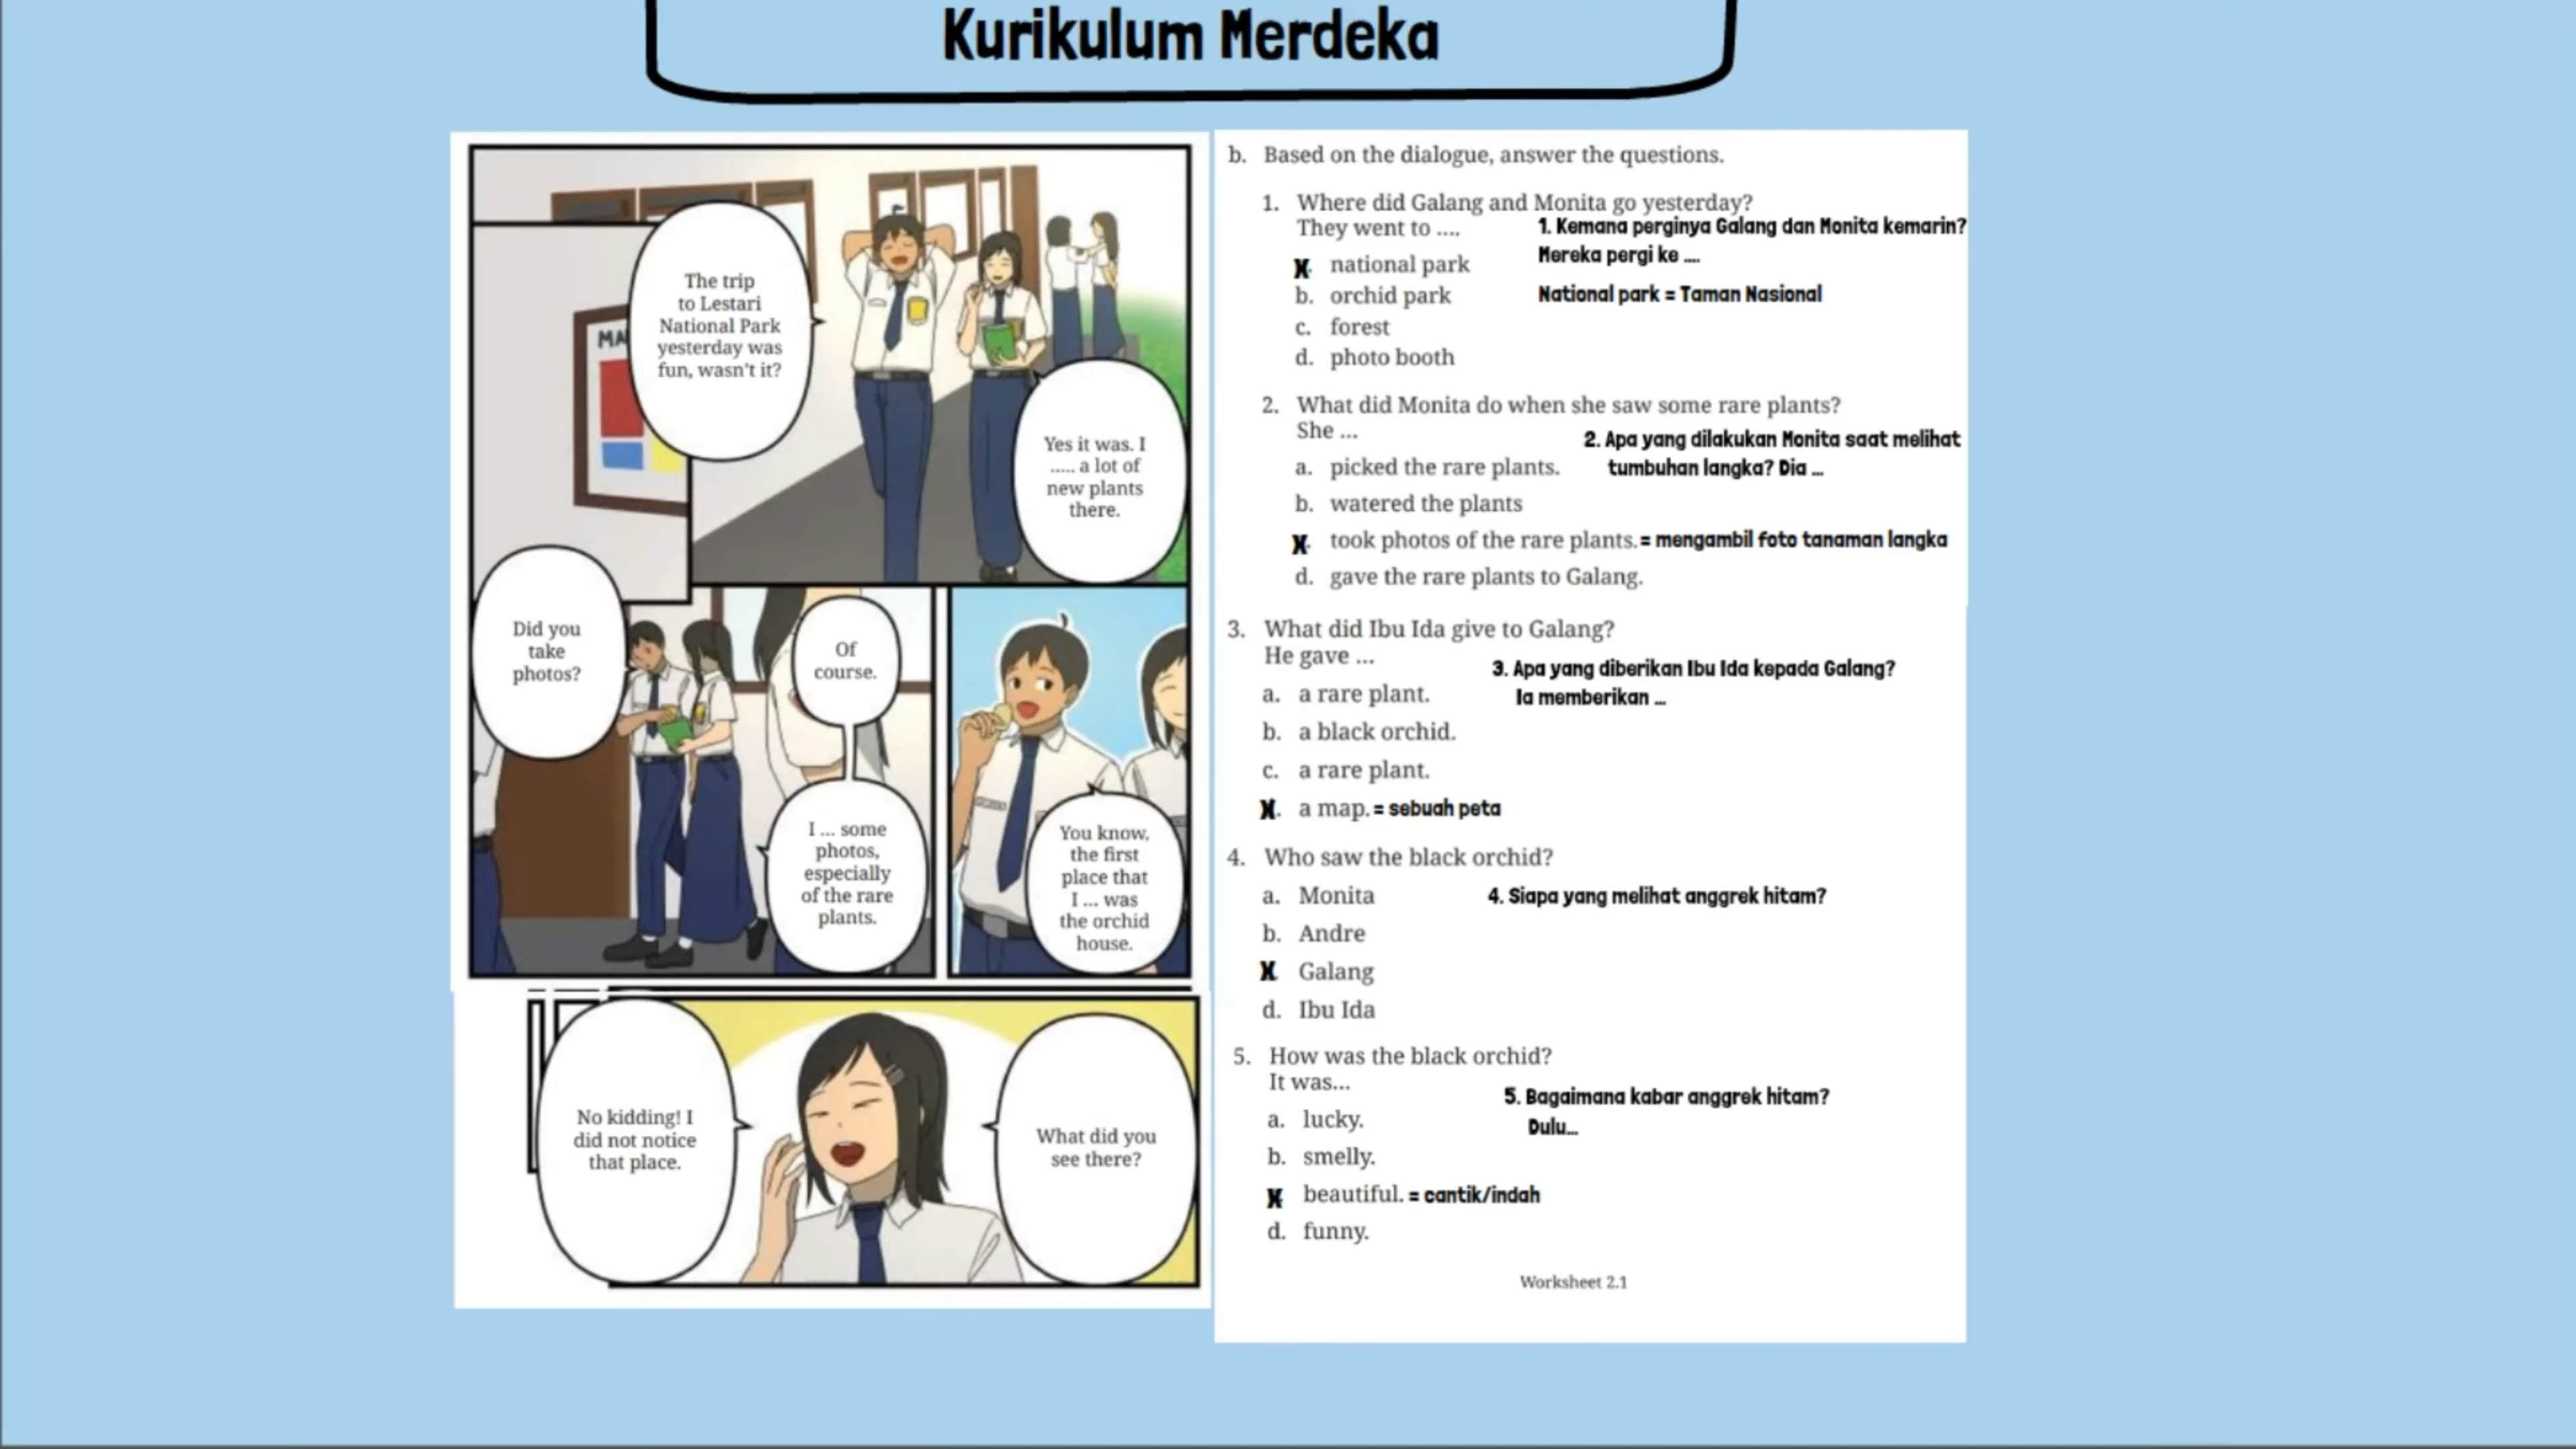 Kurikulum Merdeka
The trip
to Lestari
National Park
yesterday was
fun, wasn't it?
Yes it was. I
..... a lot of
new plants
there.
MA
Did you
take
photos?
Of
course.
I ... some
photos,
especially
of the rare
plants.
You know,
the first
place that
I ... was
the orchid
house.
No kidding! I
did not notice
that place.
What did you
see there?
b. Based on the dialogue, answer the questions.
1. Where did Galang and Monita go yesterday?
They went to ....
1. Kemana perginya Galang dan Monita kemarin?
Mereka pergi ke ....
X. national park
National park = Taman Nasional
b. orchid park
c. forest
d. photo booth
2. What did Monita do when she saw some rare plants?
She ...
2. Apa yang dilakukan Monita saat melihat
tumbuhan langka? Dia ...
a. picked the rare plants.
b. watered the plants
X. took photos of the rare plants. = mengambil foto tanaman langka
d. gave the rare plants to Galang.
3. What did Ibu Ida give to Galang?
He gave ...
3. Apa yang diberikan Ibu Ida kepada Galang?
Ia memberikan ...
a. a rare plant.
b. a black orchid.
c. a rare plant.
X. a map. = sebuah peta
4. Who saw the black orchid?
4. Siapa yang melihat anggrek hitam?
a. Monita
b. Andre
X Galang
d. Ibu Ida
5. How was the black orchid?
It was...
5. Bagaimana kabar anggrek hitam?
Dulu...
a. lucky.
b. smelly.
X beautiful. = cantik/indah
d. funny.
Worksheet 2.1